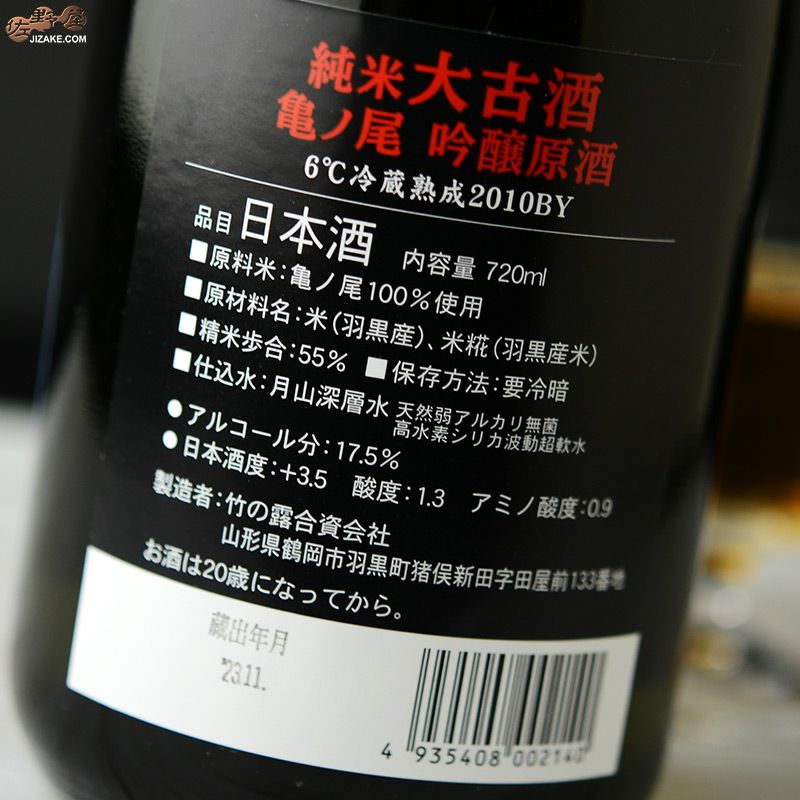 佐野屋
JIZAKE.COM
純米大古酒
亀ノ尾 吟醸原酒
6℃冷蔵熟成2010BY
品目 日本酒 内容量 720ml
■原料米:亀ノ尾100%使用
■原材料名:米(羽黒産)、米糀(羽黒産米)
■精米歩合:55% ■保存方法:要冷暗
■仕込水:月山深層水 天然弱アルカリ無菌
高水素シリカ波動超軟水
●アルコール分:17.5%
●日本酒度:+3.5 酸度:1.3 アミノ酸度:0.9
製造者:竹の露合資会社
山形県鶴岡市羽黒町猪俣新田字田屋前133番地
お酒は20歳になってから。
蔵出年月
'23.11.
4 935408 002140